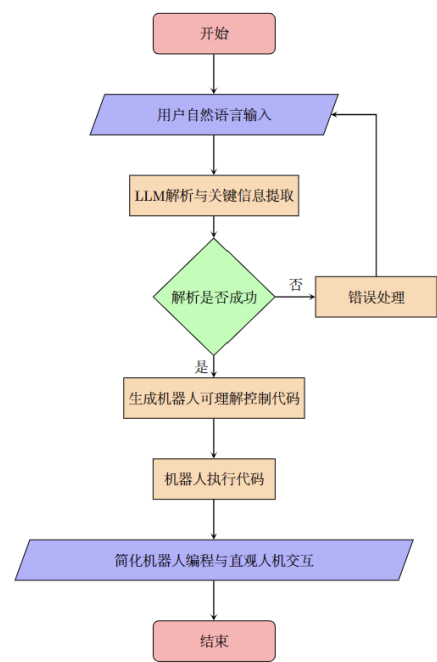 开始
用户自然语言输入
LLM解析与关键信息提取
解析是否成功
否
错误处理
是
生成机器人可理解控制代码
机器人执行代码
简化机器人编程与直观人机交互
结束